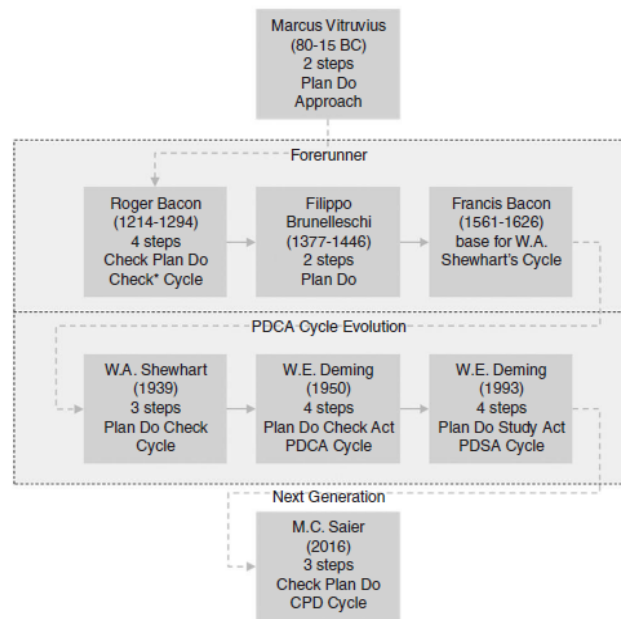 Marcus Vitruvius
(80-15 BC)
2 steps
Plan Do
Approach
Forerunner
Roger Bacon
(1214-1294)
4 steps
Check Plan Do
Check* Cycle
Filippo
Brunelleschi
(1377-1446)
2 steps
Plan Do
Francis Bacon
(1561-1626)
base for W.A.
Shewhart's Cycle
PDCA Cycle Evolution
W.A. Shewhart
(1939)
3 steps
Plan Do Check
Cycle
W.E. Deming
(1950)
4 steps
Plan Do Check Act
PDCA Cycle
W.E. Deming
(1993)
4 steps
Plan Do Study Act
PDSA Cycle
Next Generation
M.C. Saier
(2016)
3 steps
Check Plan Do
CPD Cycle